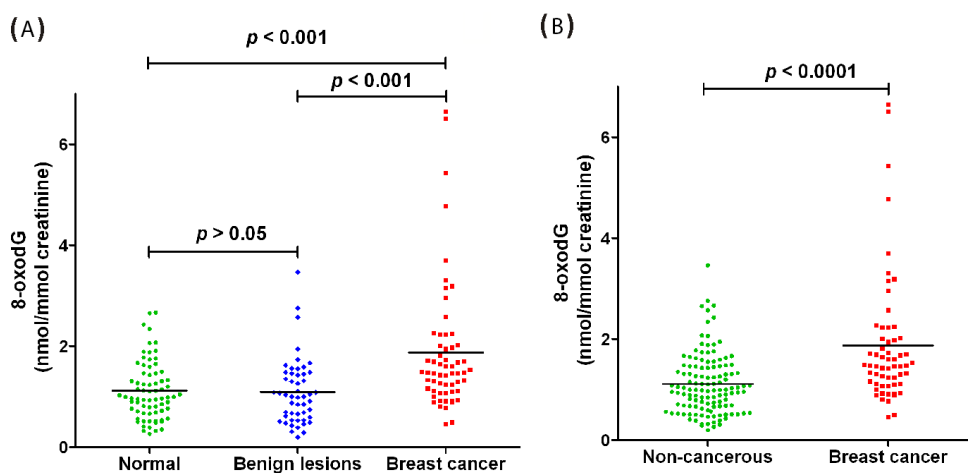 (A)
p < 0.001
p < 0.001
p > 0.05
8-oxodG
(nmol/mmol creatinine)
6
4
2
0
Normal Benign lesions Breast cancer
(B)
p < 0.0001
8-oxodG
(nmol/mmol creatinine)
6
4
2
0
Non-cancerous Breast cancer